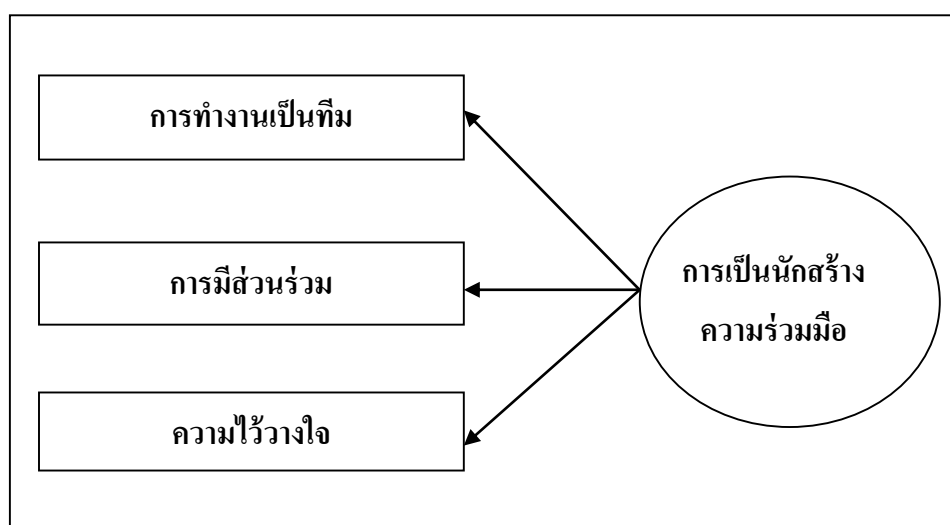 การทำงานเป็นทีม
การมีส่วนร่วม
ความไว้วางใจ
การเป็นนักสร้าง
ความร่วมมือ